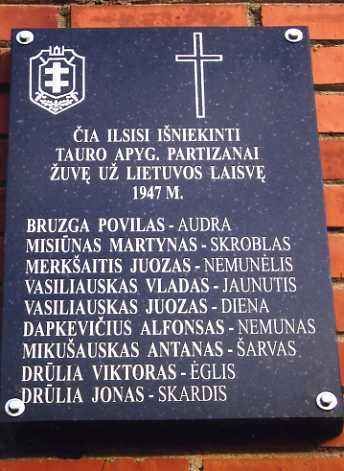 ČIA ILSISI IŠNIEKINTI
TAURO APYG. PARTIZANAI
ŽUVĘ UŽ LIETUVOS LAISVĘ
1947 M.
BRUZGA POVILAS - AUDRA
MISIŪNAS MARTYNAS - SKROBLAS
MERKŠAITIS JUOZAS - NEMUNĖLIS
VASILIAUSKAS VLADAS - JAUNUTIS
VASILIAUSKAS JUOZAS - DIENA
DAPKEVIČIUS ALFONSAS - NEMUNAS
MIKUŠAUSKAS ANTANAS - ŠARVAS
DRŪLIA VIKTORAS - ĖGLIS
DRŪLIA JONAS - SKARDIS